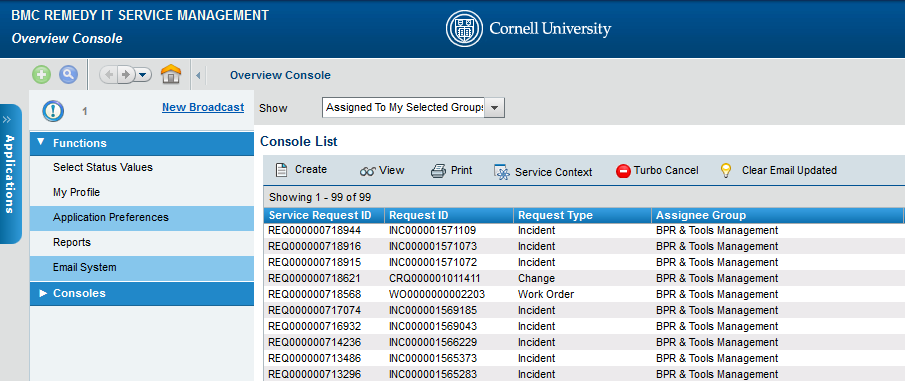 BMC REMEDY IT SERVICE MANAGEMENT
Overview Console
Cornell University
Overview Console
1 New Broadcast
Show Assigned To My Selected Groups
Applications
Functions
Select Status Values
My Profile
Application Preferences
Reports
Email System
Consoles
Console List
Create View Print Service Context Turbo Cancel Clear Email Updated
Showing 1 - 99 of 99
Service Request ID Request ID Request Type Assignee Group
REQ000000718944 INC000001571109 Incident BPR & Tools Management
REQ000000718916 INC000001571073 Incident BPR & Tools Management
REQ000000718915 INC000001571072 Incident BPR & Tools Management
REQ000000718621 CRQ000001011411 Change BPR & Tools Management
REQ000000718568 WO0000000002203 Work Order BPR & Tools Management
REQ000000717074 INC000001569185 Incident BPR & Tools Management
REQ000000716932 INC000001569043 Incident BPR & Tools Management
REQ000000714236 INC000001566229 Incident BPR & Tools Management
REQ000000713486 INC000001565373 Incident BPR & Tools Management
REQ000000713296 INC000001565283 Incident BPR & Tools Management